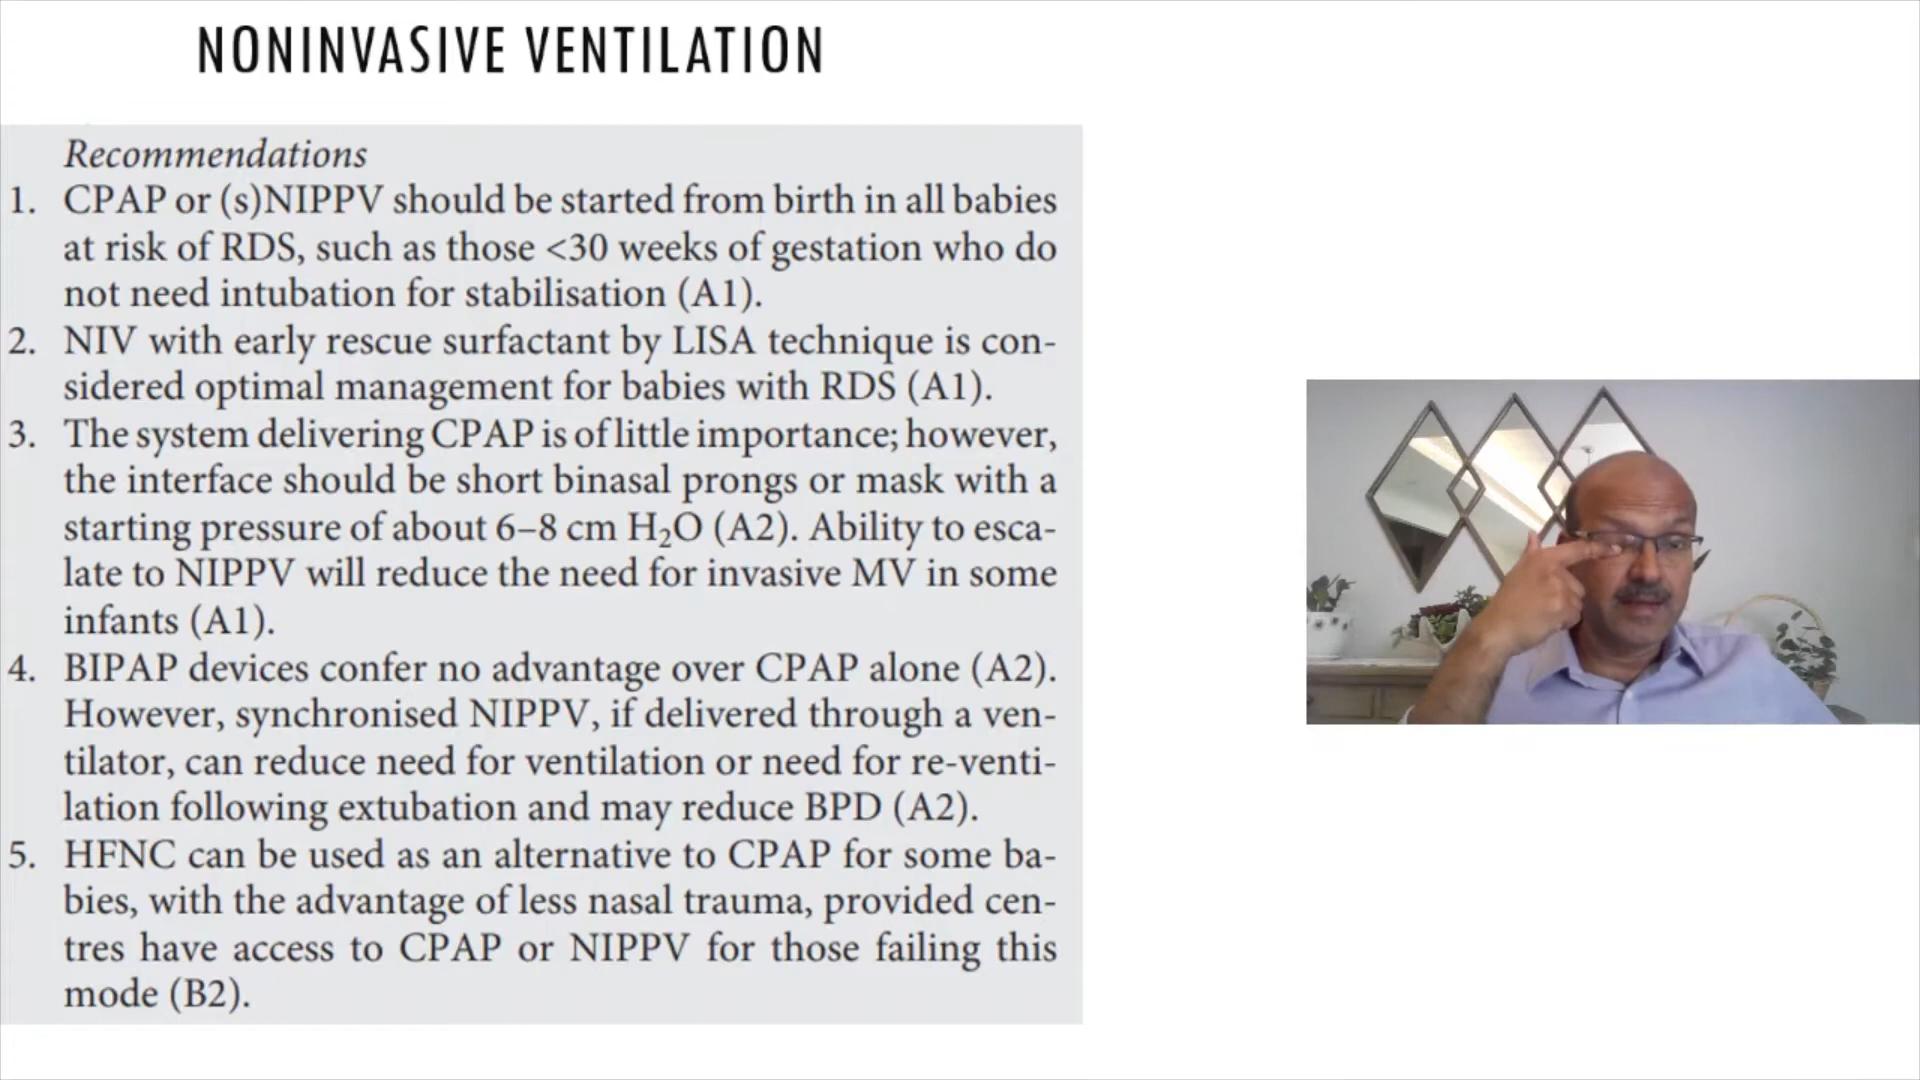 NONINVASIVE VENTILATION
Recommendations
1. CPAP or (s)NIPPV should be started from birth in all babies
at risk of RDS, such as those <30 weeks of gestation who do
not need intubation for stabilisation (A1).
2. NIV with early rescue surfactant by LISA technique is con-
sidered optimal management for babies with RDS (A1).
3. The system delivering CPAP is of little importance; however,
the interface should be short binasal prongs or mask with a
starting pressure of about 6–8 cm H₂O (A2). Ability to esca-
late to NIPPV will reduce the need for invasive MV in some
infants (A1).
4. BIPAP devices confer no advantage over CPAP alone (A2).
However, synchronised NIPPV, if delivered through a ven-
tilator, can reduce need for ventilation or need for re-venti-
lation following extubation and may reduce BPD (A2).
5. HFNC can be used as an alternative to CPAP for some ba-
bies, with the advantage of less nasal trauma, provided cen-
tres have access to CPAP or NIPPV for those failing this
mode (B2).